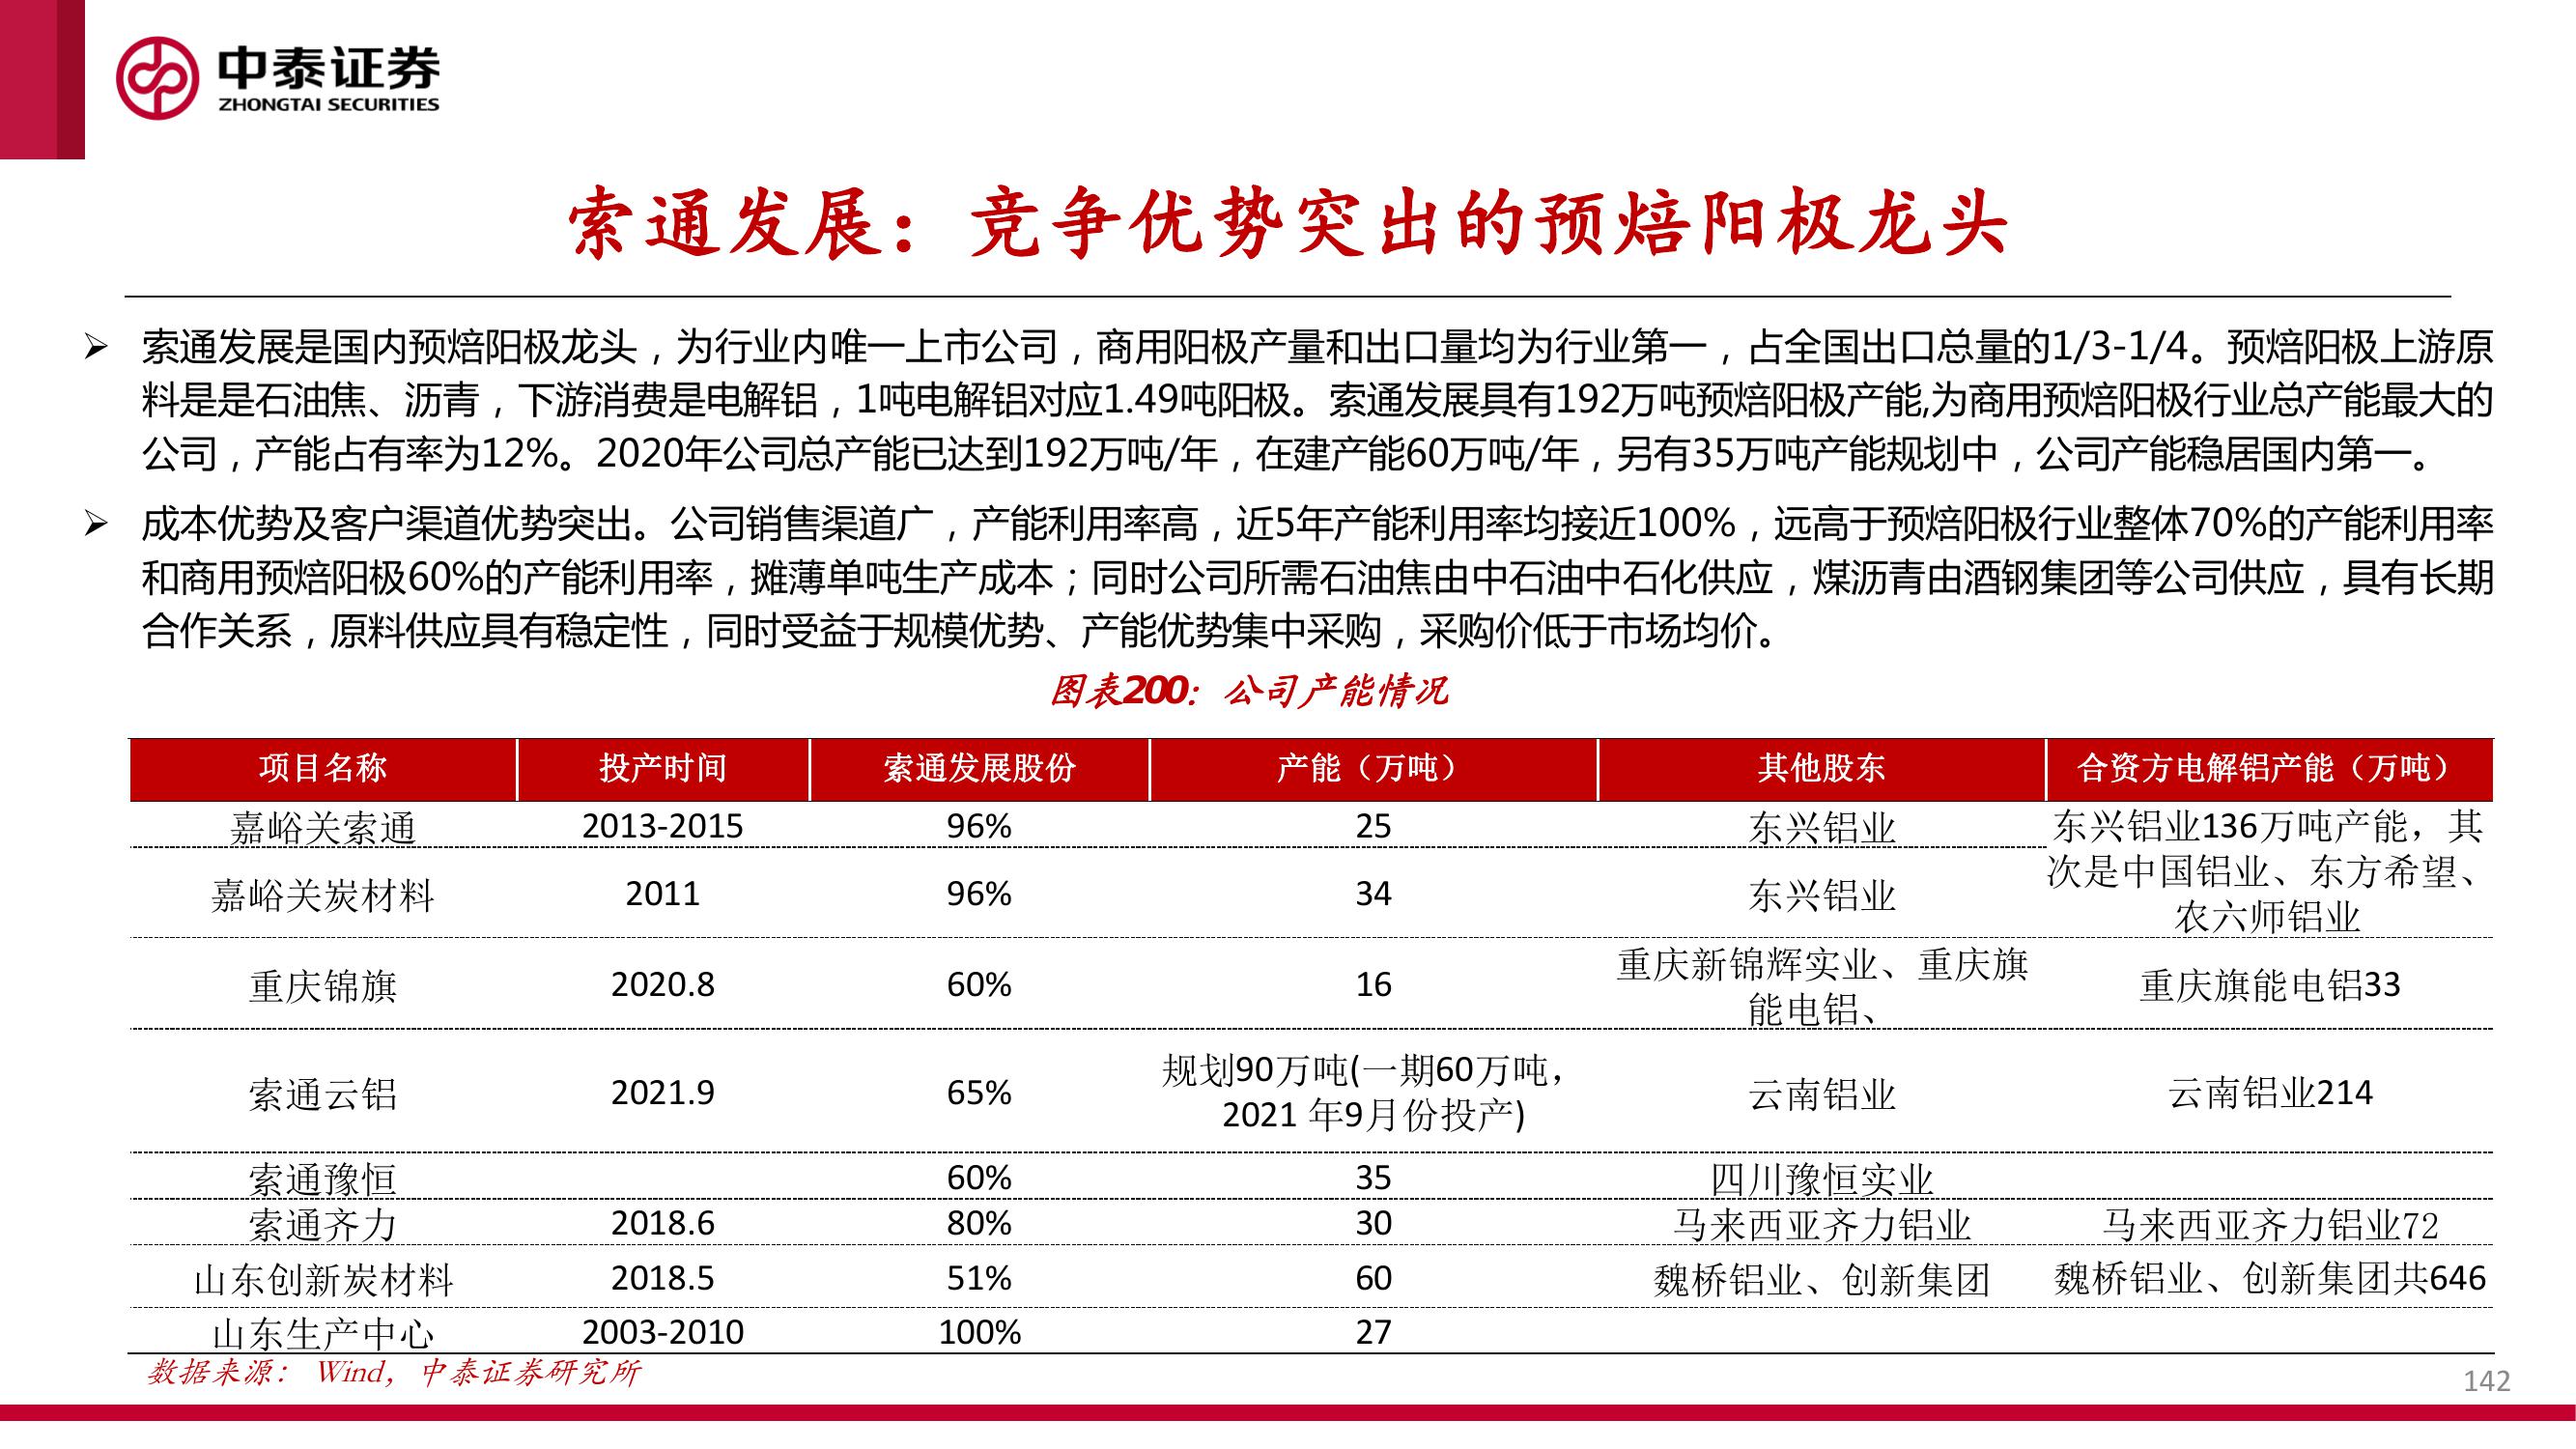 中泰证券
ZHONGTAI SECURITIES
索通发展：竞争优势突出的预焙阳极龙头
➢ 索通发展是国内预焙阳极龙头，为行业内唯一上市公司，商用阳极产量和出口量均为行业第一，占全国出口总量的1/3-1/4。预焙阳极上游原
料是是石油焦、沥青，下游消费是电解铝，1吨电解铝对应1.49吨阳极。索通发展具有192万吨预焙阳极产能,为商用预焙阳极行业总产能最大的
公司，产能占有率为12%。2020年公司总产能已达到192万吨/年，在建产能60万吨/年，另有35万吨产能规划中，公司产能稳居国内第一。
➢ 成本优势及客户渠道优势突出。公司销售渠道广，产能利用率高，近5年产能利用率均接近100%，远高于预焙阳极行业整体70%的产能利用率
和商用预焙阳极60%的产能利用率，摊薄单吨生产成本；同时公司所需石油焦由中石油中石化供应，煤沥青由酒钢集团等公司供应，具有长期
合作关系，原料供应具有稳定性，同时受益于规模优势、产能优势集中采购，采购价低于市场均价。
图表200：公司产能情况
项目名称 投产时间 索通发展股份 产能（万吨） 其他股东 合资方电解铝产能（万吨）
嘉峪关索通 2013-2015 96% 25 东兴铝业 东兴铝业136万吨产能，其
次是中国铝业、东方希望、
农六师铝业
嘉峪关炭材料 2011 96% 34 东兴铝业
重庆锦旗 2020.8 60% 16 重庆新锦辉实业、重庆旗
能电铝、 重庆旗能电铝33
索通云铝 2021.9 65% 规划90万吨(一期60万吨，
2021 年9月份投产) 云南铝业 云南铝业214
索通豫恒 60% 35 四川豫恒实业
索通齐力 2018.6 80% 30 马来西亚齐力铝业 马来西亚齐力铝业72
山东创新炭材料 2018.5 51% 60 魏桥铝业、创新集团 魏桥铝业、创新集团共646
山东生产中心 2003-2010 100% 27
数据来源： Wind，中泰证券研究所
142